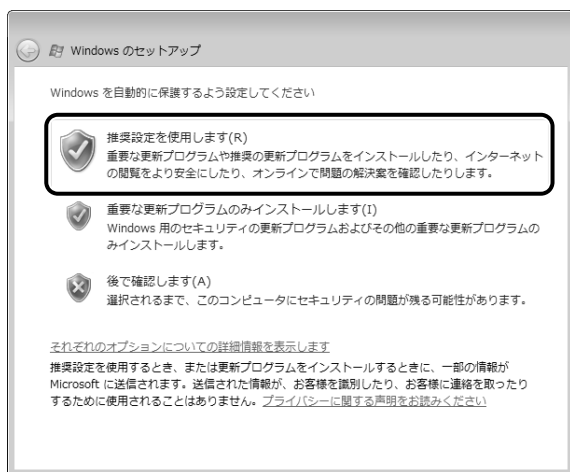 Windows のセットアップ
Windows を自動的に保護するよう設定してください
推奨設定を使用します(R)
重要な更新プログラムや推奨の更新プログラムをインストールしたり、インターネット
の閲覧をより安全にしたり、オンラインで問題の解決案を確認したりします。
重要な更新プログラムのみインストールします(I)
Windows 用のセキュリティの更新プログラムおよびその他の重要な更新プログラムの
みインストールします。
後で確認します(A)
選択されるまで、このコンピュータにセキュリティの問題が残る可能性があります。
それぞれのオプションについての詳細情報を表示します
推奨設定を使用するとき、または更新プログラムをインストールするときに、一部の情報が
Microsoft に送信されます。送信された情報が、お客様を識別したり、お客様に連絡を取ったり
するために使用されることはありません。プライバシーに関する声明をお読みください